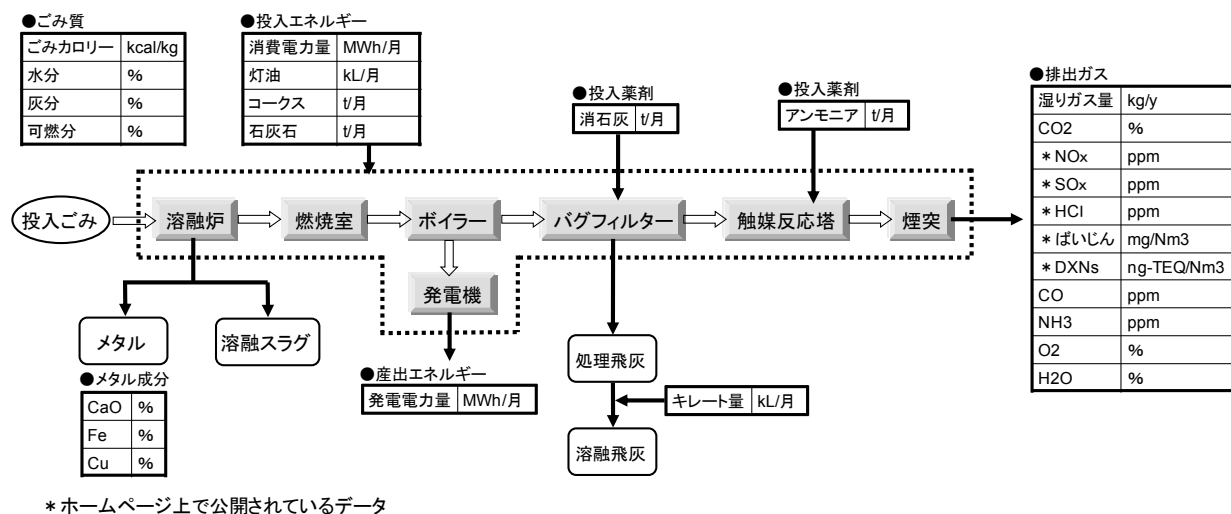 ●ごみ質
ごみカロリー kcal/kg
水分 %
灰分 %
可燃分 %
●投入エネルギー
消費電力量 MWh/月
灯油 kL/月
コークス t/月
石灰石 t/月
●投入薬剤
消石灰 t/月
●投入薬剤
アンモニア t/月
●排出ガス
湿りガス量 kg/y
CO2 %
＊NOx ppm
＊SOx ppm
＊HCl ppm
＊ばいじん mg/Nm3
＊DXNs ng-TEQ/Nm3
CO ppm
NH3 ppm
O2 %
H2O %
投入ごみ
溶融炉
燃焼室
ボイラー
バグフィルター
触媒反応塔
煙突
発電機
メタル
溶融スラグ
●メタル成分
CaO %
Fe %
Cu %
●産出エネルギー
発電電力量 MWh/月
処理飛灰
キレート量 kL/月
溶融飛灰
＊ホームページ上で公開されているデータ